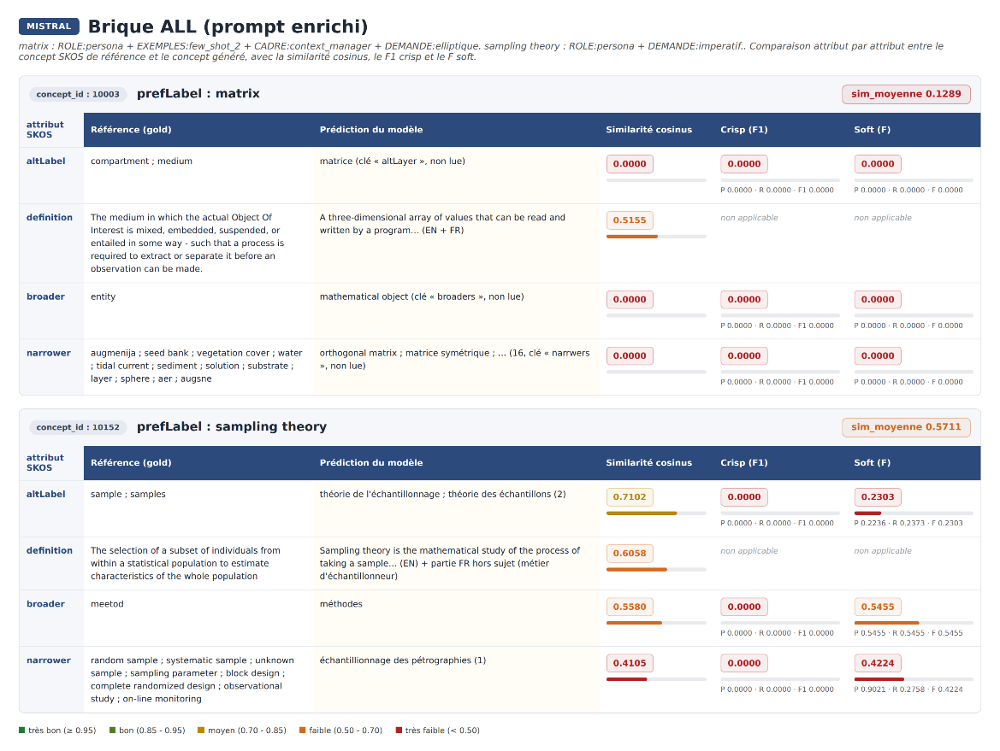 MISTRAL Brique ALL (prompt enrichi)
matrix : ROLE:persona + EXEMPLES:few_shot_2 + CADRE:context_manager + DEMANDE:elliptique. sampling theory : ROLE:persona + DEMANDE:imperatif.. Comparaison attribut par attribut entre le
concept SKOS de référence et le concept généré, avec la similarité cosinus, le F1 crisp et le F soft.
concept_id : 10003 prefLabel : matrix sim_moyenne 0.1289
attribut
SKOS
Référence (gold) Prédiction du modèle Similarité cosinus Crisp (F1) Soft (F)
altLabel compartment ; medium matrice (clé « altLayer », non lue) 0.0000 0.0000 0.0000
P 0.0000 · R 0.0000 · F1 0.0000 P 0.0000 · R 0.0000 · F 0.0000
definition The medium in which the actual Object Of A three-dimensional array of values that can be read and 0.5155 non applicable non applicable
Interest is mixed, embedded, suspended, or written by a program... (EN + FR)
entailed in some way - such that a process is
required to extract or separate it before an
observation can be made.
broader entity mathematical object (clé « broaders », non lue) 0.0000 0.0000 0.0000
P 0.0000 · R 0.0000 · F1 0.0000 P 0.0000 · R 0.0000 · F 0.0000
narrower augmenija ; seed bank ; vegetation cover ; water orthogonal matrix ; matrice symétrique ; ... (16, clé « narrwers 0.0000 0.0000 0.0000
; tidal current ; sediment ; solution ; substrate ; », non lue)
layer ; sphere ; aer ; augsne P 0.0000 · R 0.0000 · F1 0.0000 P 0.0000 · R 0.0000 · F 0.0000
concept_id : 10152 prefLabel : sampling theory sim_moyenne 0.5711
attribut
SKOS
Référence (gold) Prédiction du modèle Similarité cosinus Crisp (F1) Soft (F)
altLabel sample ; samples théorie de l'échantillonnage ; théorie des échantillons (2) 0.7102 0.0000 0.2303
P 0.0000 · R 0.0000 · F1 0.0000 P 0.2236 · R 0.2373 · F 0.2303
definition The selection of a subset of individuals from Sampling theory is the mathematical study of the process of 0.6058 non applicable non applicable
within a statistical population to estimate taking a sample... (EN) + partie FR hors sujet (métier
characteristics of the whole population d'échantillonneur)
broader meetod méthodes 0.5580 0.0000 0.5455
P 0.0000 · R 0.0000 · F1 0.0000 P 0.5455 · R 0.5455 · F 0.5455
narrower random sample ; systematic sample ; unknown échantillonnage des pétrographies (1) 0.4105 0.0000 0.4224
sample ; sampling parameter ; block design ;
complete randomized design ; observational P 0.0000 · R 0.0000 · F1 0.0000 P 0.9021 · R 0.2758 · F 0.4224
study ; on-line monitoring
très bon (≥ 0.95) bon (0.85 - 0.95) moyen (0.70 - 0.85) faible (0.50 - 0.70) très faible (< 0.50)